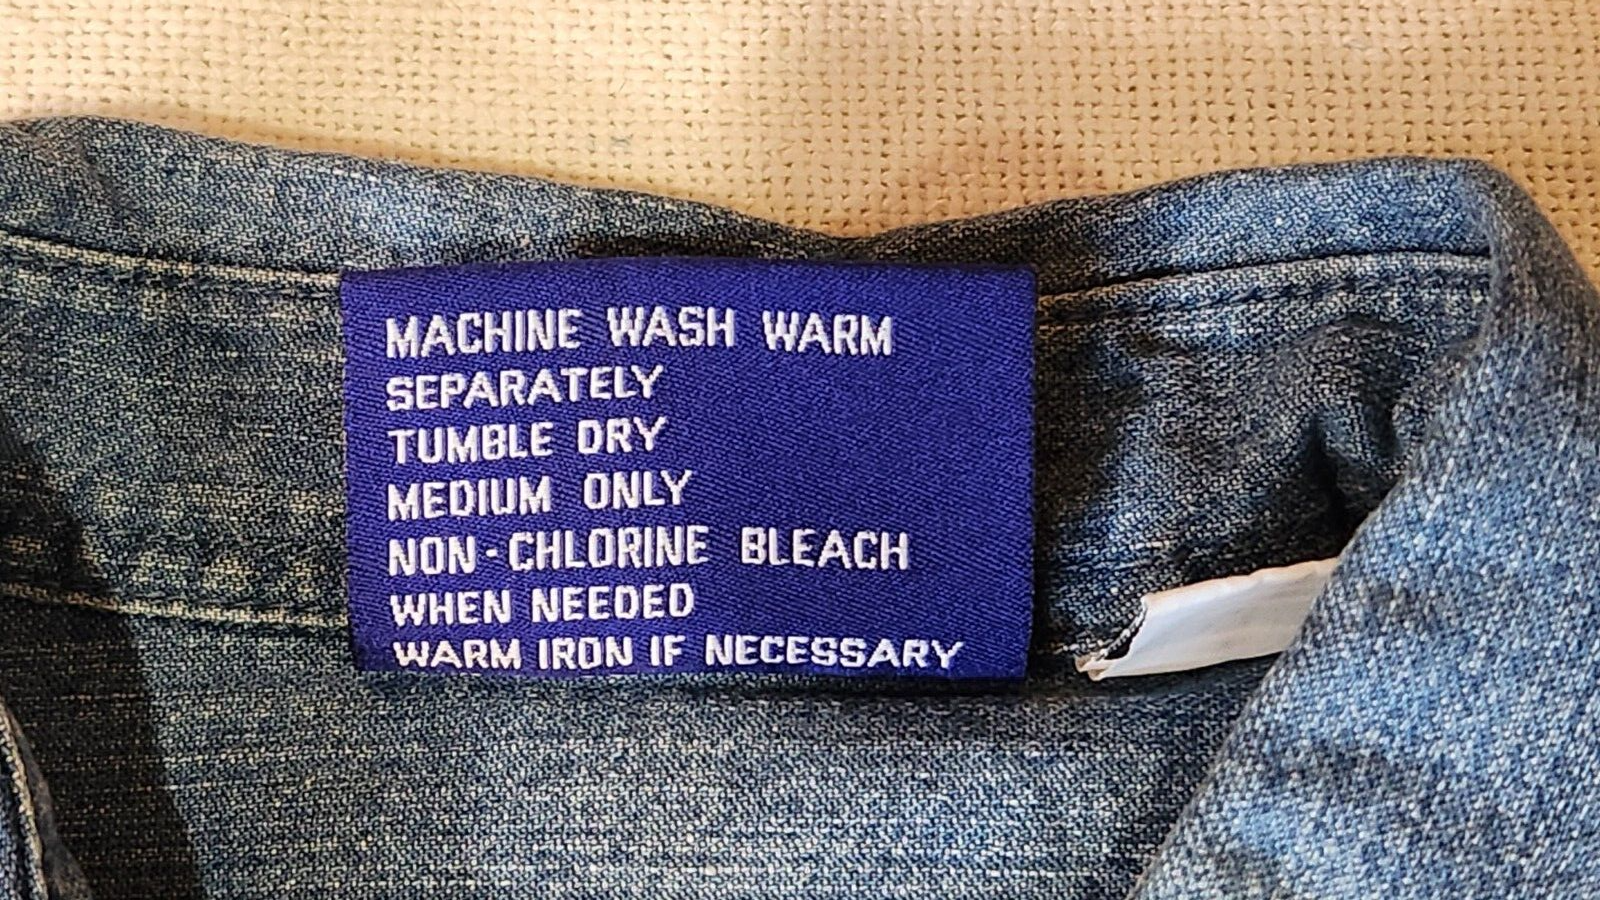 MACHINE WASH WARM
SEPARATELY
TUMBLE DRY
MEDIUM ONLY
NON-CHLORINE BLEACH
WHEN NEEDED
WARM IRON IF NECESSARY